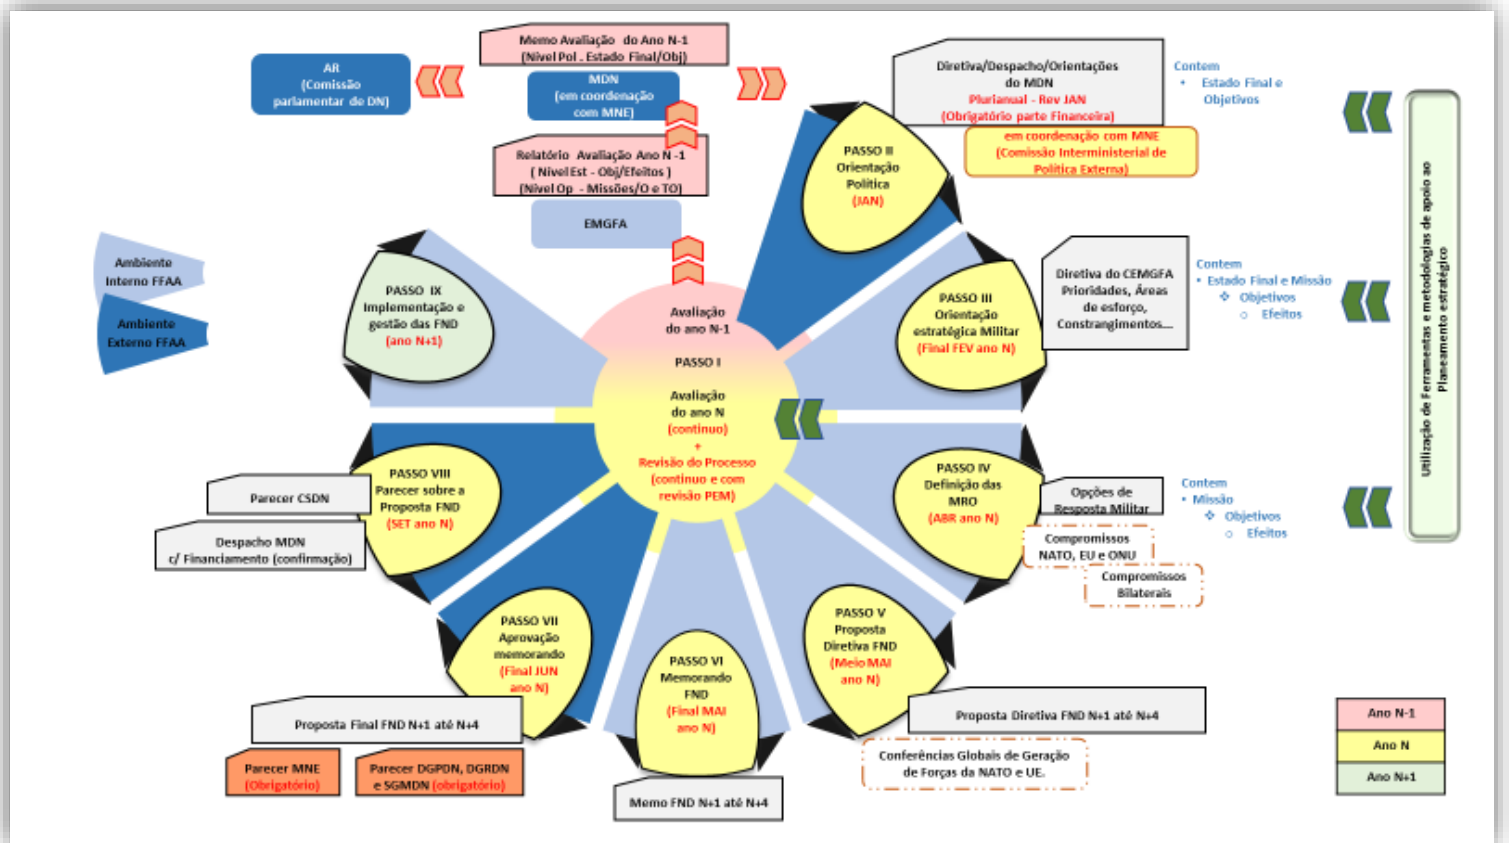 Memo Avaliação do Ano N-1
(Nivel Pol . Estado Final/Obj)
AR
(Comissão
parlamentar de DN)
MDN
(em coordenação
com MNE)
Relatório Avaliação Ano N -1
( Nivel Est - Obj/Efeitos )
(Nivel Op - Missões/O e TO)
EMGFA
Diretiva/Despacho/Orientações
do MDN
Plurianual - Rev JAN
(Obrigatório parte Financeira)
em coordenação com MNE
(Comissão Interministerial de
Política Externa)
Contem
• Estado Final e
Objetivos
PASSO II
Orientação
Política
(JAN)
Ambiente
Interno FFAA
Ambiente
Externo FFAA
PASSO IX
Implementação e
gestão das FND
(ano N+1)
Avaliação
do ano N-1
PASSO I
Avaliação
do ano N
(contínuo)
+
Revisão do Processo
(contínuo e com
revisão PEM)
PASSO III
Orientação
estratégica Militar
(Final FEV ano N)
Diretiva do CEMGFA
Prioridades, Áreas
de esforço,
Constrangimentos...
Contem
• Estado Final e Missão
❖ Objetivos
o Efeitos
Utilização de Ferramentas e metodologias de apoio ao
Planeamento estratégico
PASSO IV
Definição das
MRO
(ABR ano N)
Opções de
Resposta Militar
Contem
• Missão
❖ Objetivos
o Efeitos
Compromissos
NATO, EU e ONU
Compromissos
Bilaterais
PASSO VIII
Parecer sobre a
Proposta FND
(SET ano N)
Parecer CSDN
Despacho MDN
c/ Financiamento (confirmação)
PASSO VII
Aprovação
memorando
(Final JUN
ano N)
PASSO VI
Memorando
FND
(Final MAI
ano N)
PASSO V
Proposta
Diretiva FND
(Meio MAI
ano N)
Proposta Final FND N+1 até N+4
Parecer MNE
(Obrigatório)
Parecer DGPDN, DGRDN
e SGMDN (obrigatório)
Memo FND N+1 até N+4
Proposta Diretiva FND N+1 até N+4
Conferências Globais de Geração
de Forças da NATO e UE.
Ano N-1
Ano N
Ano N+1